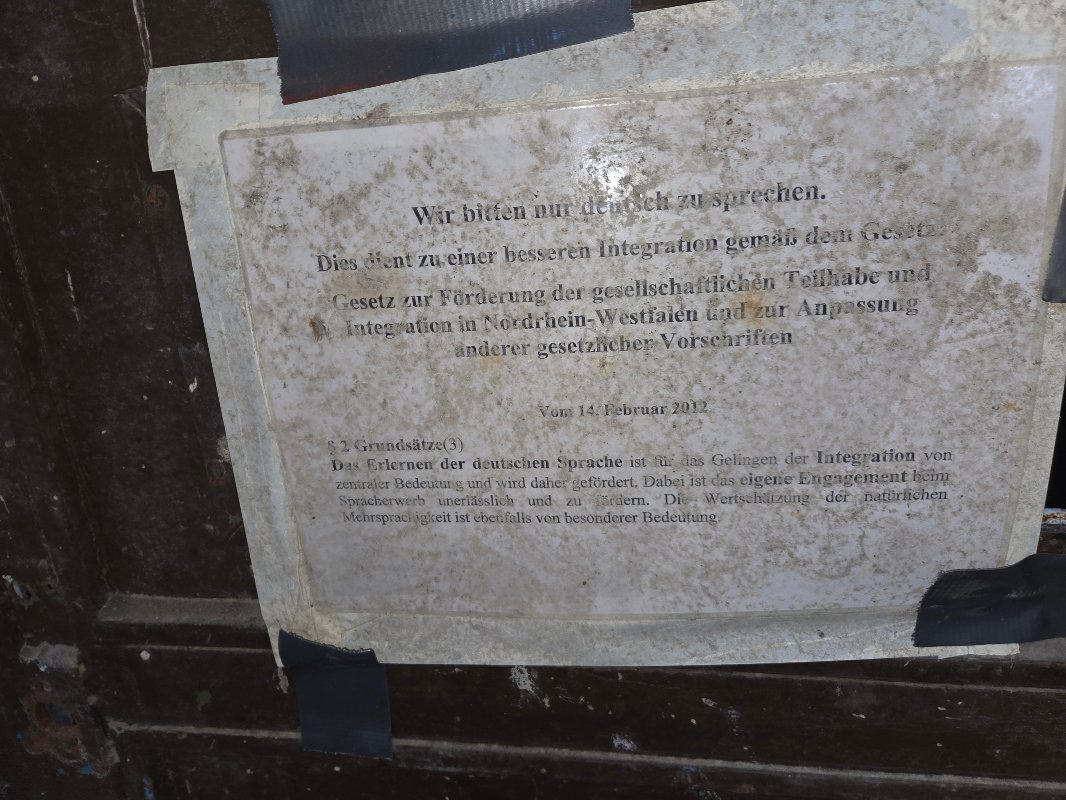 Wir bitten nur deutsch zu sprechen.
Dies dient zu einer besseren Integration gemäß dem Gesetz
Gesetz zur Förderung der gesellschaftlichen Teilhabe und
Integration in Nordrhein-Westfalen und zur Anpassung
anderer gesetzlicher Vorschriften
Vom 14. Februar 2012
§ 2 Grundsätze(3)
Das Erlernen der deutschen Sprache ist für das Gelingen der Integration von
zentraler Bedeutung und wird daher gefördert. Dabei ist das eigene Engagement beim
Spracherwerb unerlässlich und zu fördern. Die Wertschätzung der natürlichen
Mehrsprachigkeit ist ebenfalls von besonderer Bedeutung.